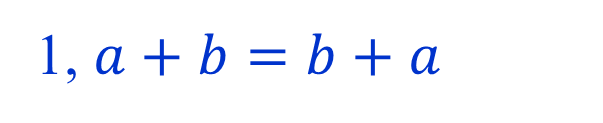 1, a + b = b + a